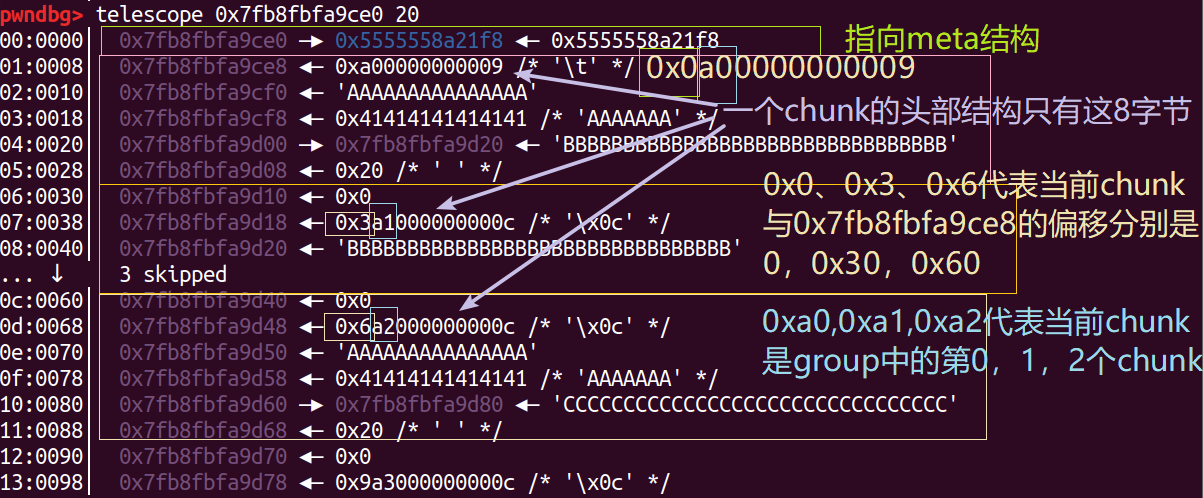 pwndbg> telescope 0x7fb8fbfa9ce0 20
00:0000 0x7fb8fbfa9ce0 —▸ 0x5555558a21f8 ◂— 0x5555558a21f8
指向meta结构
01:0008 0x7fb8fbfa9ce8 ◂— 0xa00000000009 /* '\t' */
0x0a00000000009
02:0010 0x7fb8fbfa9cf0 ◂— 'AAAAAAAAAAAAAAA'
03:0018 0x7fb8fbfa9cf8 ◂— 0x41414141414141 /* 'AAAAAAA' */
一个chunk的头部结构只有这8字节
04:0020 0x7fb8fbfa9d00 —▸ 0x7fb8fbfa9d20 ◂— 'BBBBBBBBBBBBBBBBBBBBBBBBBBBBBBBB'
05:0028 0x7fb8fbfa9d08 ◂— 0x20 /* ' ' */
06:0030 0x7fb8fbfa9d10 ◂— 0x0
07:0038 0x7fb8fbfa9d18 ◂— 0x3a1000000000c /* '\x0c' */
08:0040 0x7fb8fbfa9d20 ◂— 'BBBBBBBBBBBBBBBBBBBBBBBBBBBBBBBB'
... ↓ 3 skipped
0x0、0x3、0x6代表当前chunk
与0x7fb8fbfa9ce8的偏移分别是
0，0x30，0x60
0c:0060 0x7fb8fbfa9d40 ◂— 0x0
0d:0068 0x7fb8fbfa9d48 ◂— 0x6a2000000000c /* '\x0c' */
0e:0070 0x7fb8fbfa9d50 ◂— 'AAAAAAAAAAAAAAA'
0f:0078 0x7fb8fbfa9d58 ◂— 0x41414141414141 /* 'AAAAAAA' */
0xa0,0xa1,0xa2代表当前chunk
是group中的第0，1，2个chunk
10:0080 0x7fb8fbfa9d60 —▸ 0x7fb8fbfa9d80 ◂— 'CCCCCCCCCCCCCCCCCCCCCCCCCCCCCCCC'
11:0088 0x7fb8fbfa9d68 ◂— 0x20 /* ' ' */
12:0090 0x7fb8fbfa9d70 ◂— 0x0
13:0098 0x7fb8fbfa9d78 ◂— 0x9a3000000000c /* '\x0c' */